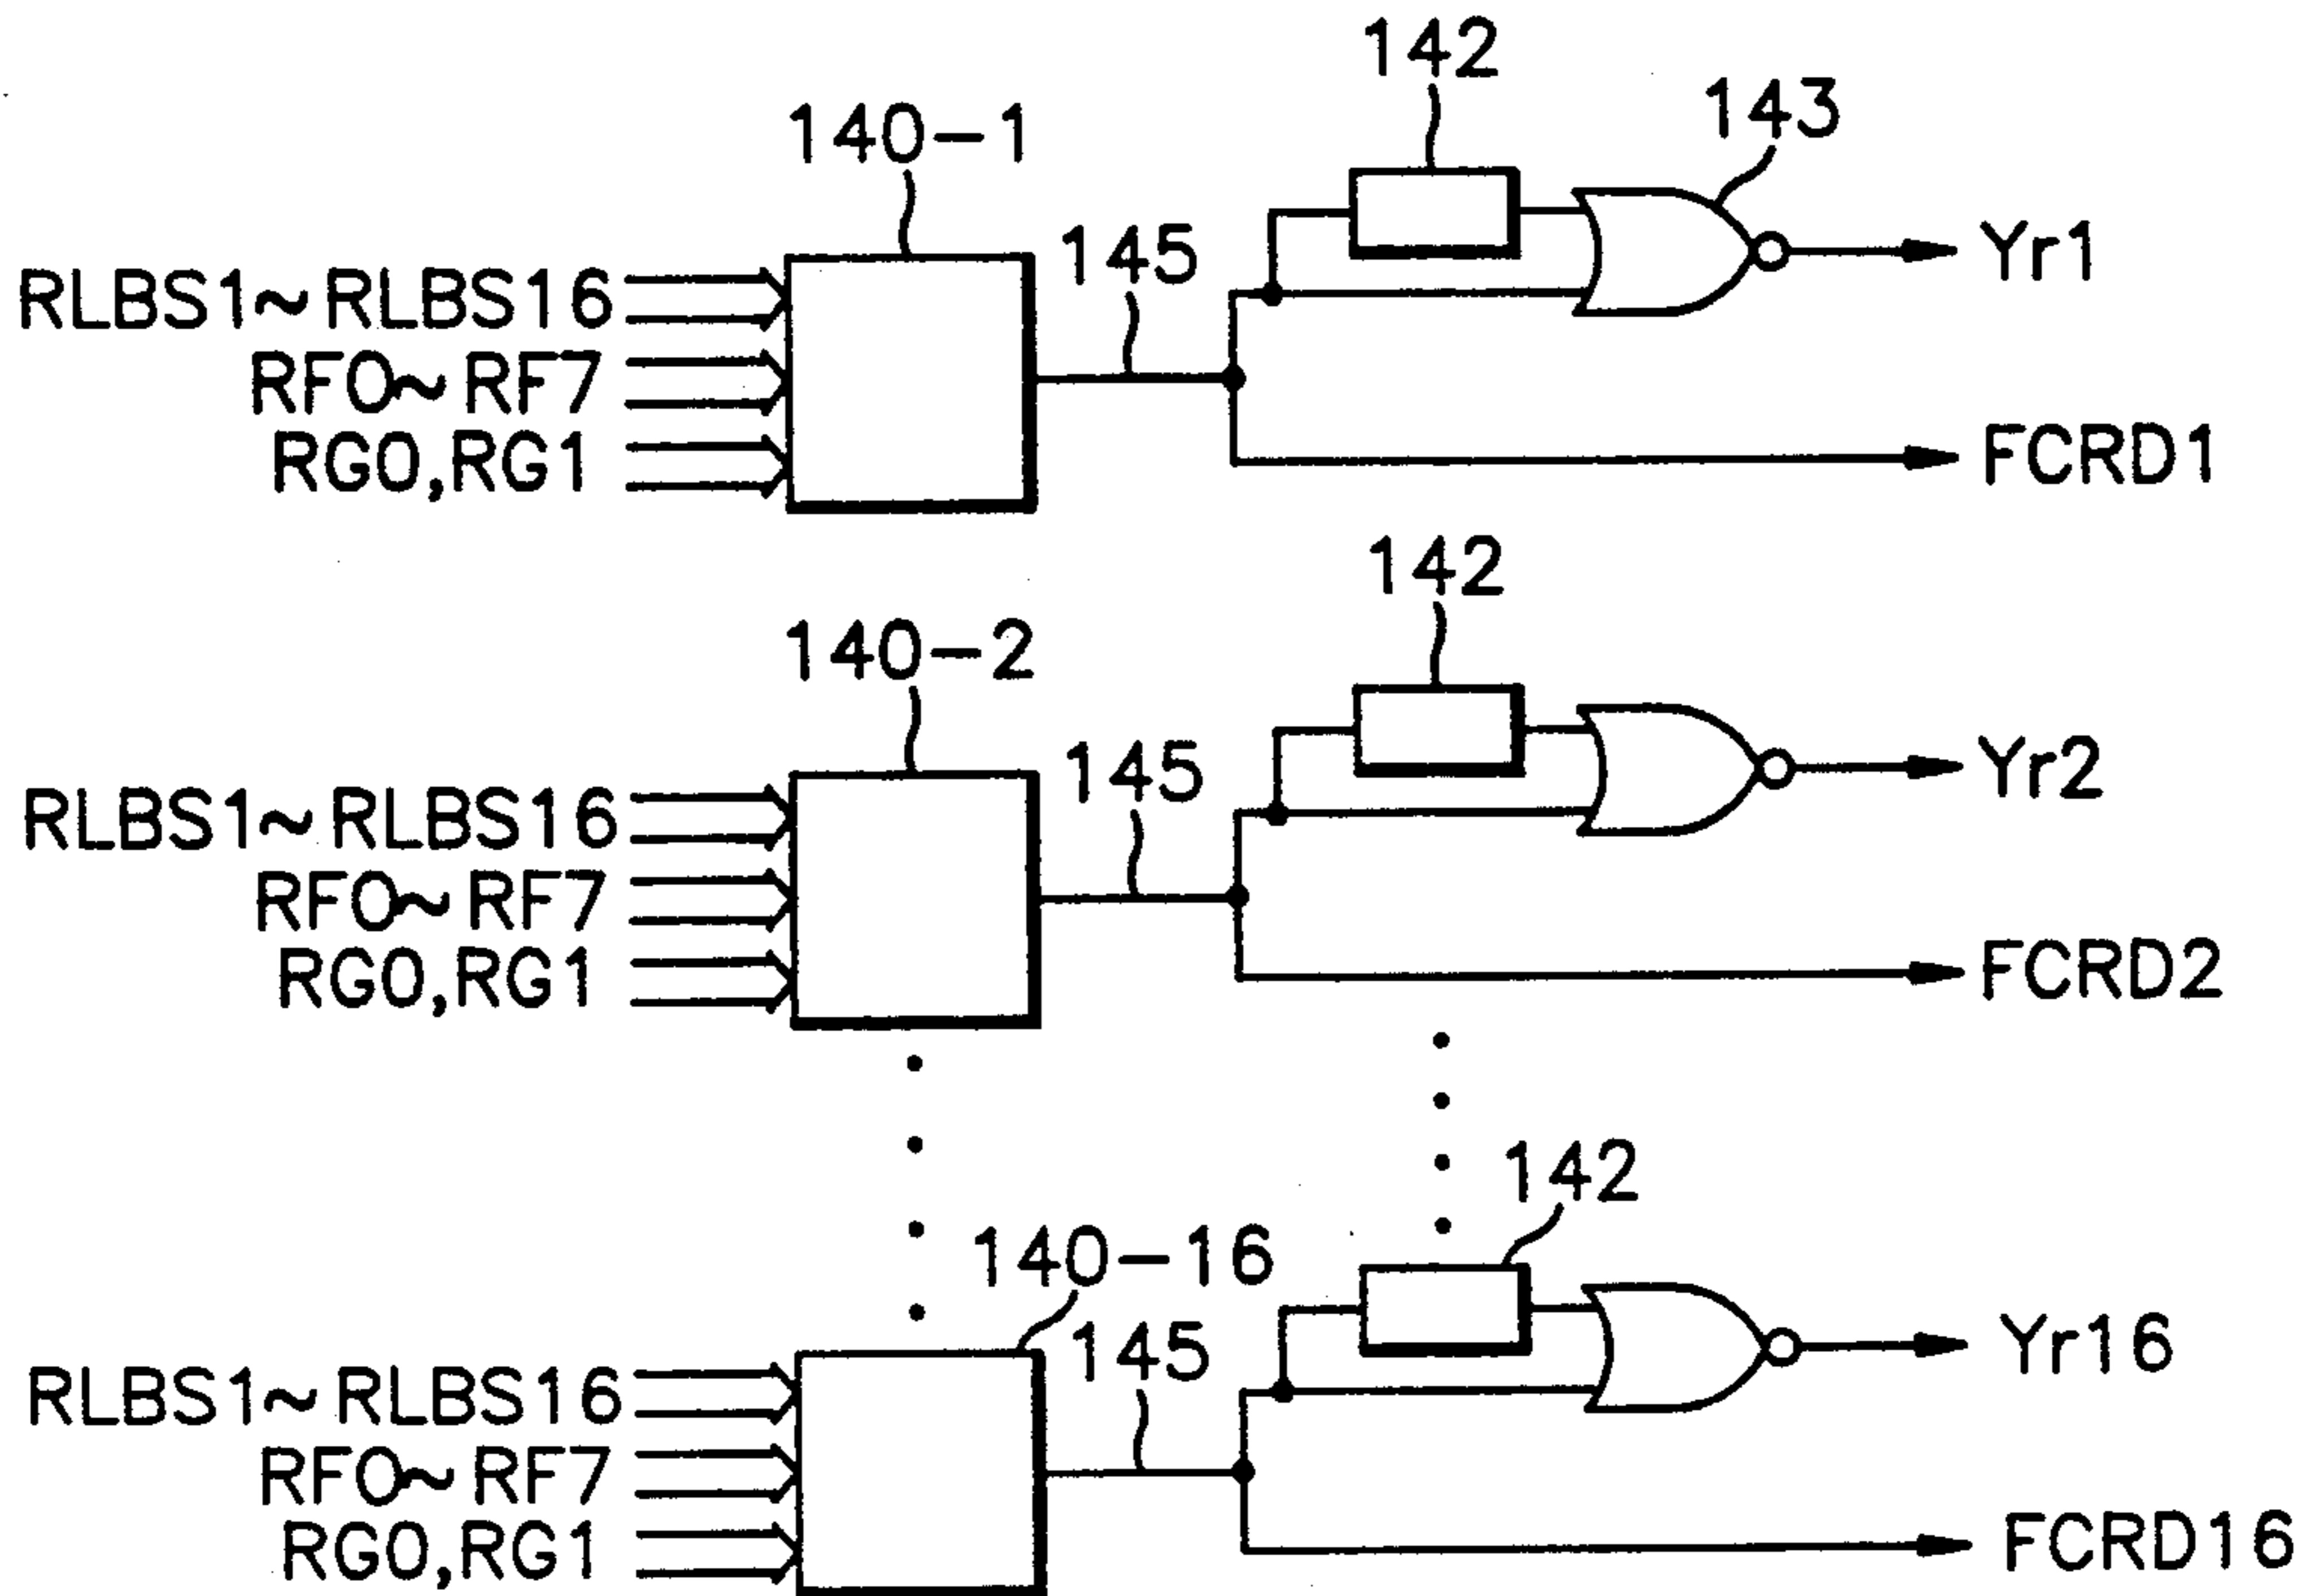 142
143
140-1
145
Yr1
RLBS1~RLBS16
RF0~RF7
RG0,RG1
FCRD1
142
140-2
145
Yr2
RLBS1~RLBS16
RF0~RF7
RG0,RG1
FCRD2
142
140-16
145
Yr16
RLBS1~RLBS16
RF0~RF7
RG0,RG1
FCRD16